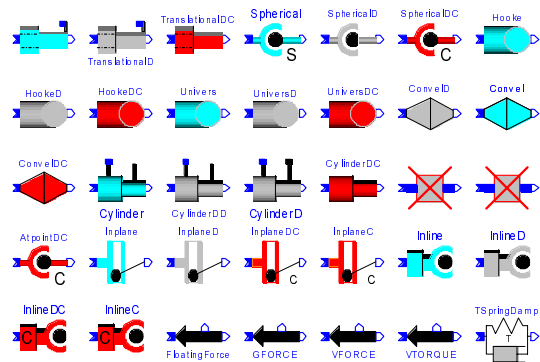 TranslationalD
TranslationalDC
Spherical
S
SphericalD
SphericalDC
C
Hooke
HookeD
HookeDC
Univers
UniversD
UniversDC
ConvelD
Convel
ConvelDC
Cylinder
CylinderDD
CylinderD
CylinderDC
AtpointDC
C
Inplane
InplaneD
InplaneDC
C
InplaneC
C
Inline
InlineD
InlineDC
C
InlineC
C
FloatingForce
GFORCE
VFORCE
VTORQUE
TSpringDamp
T